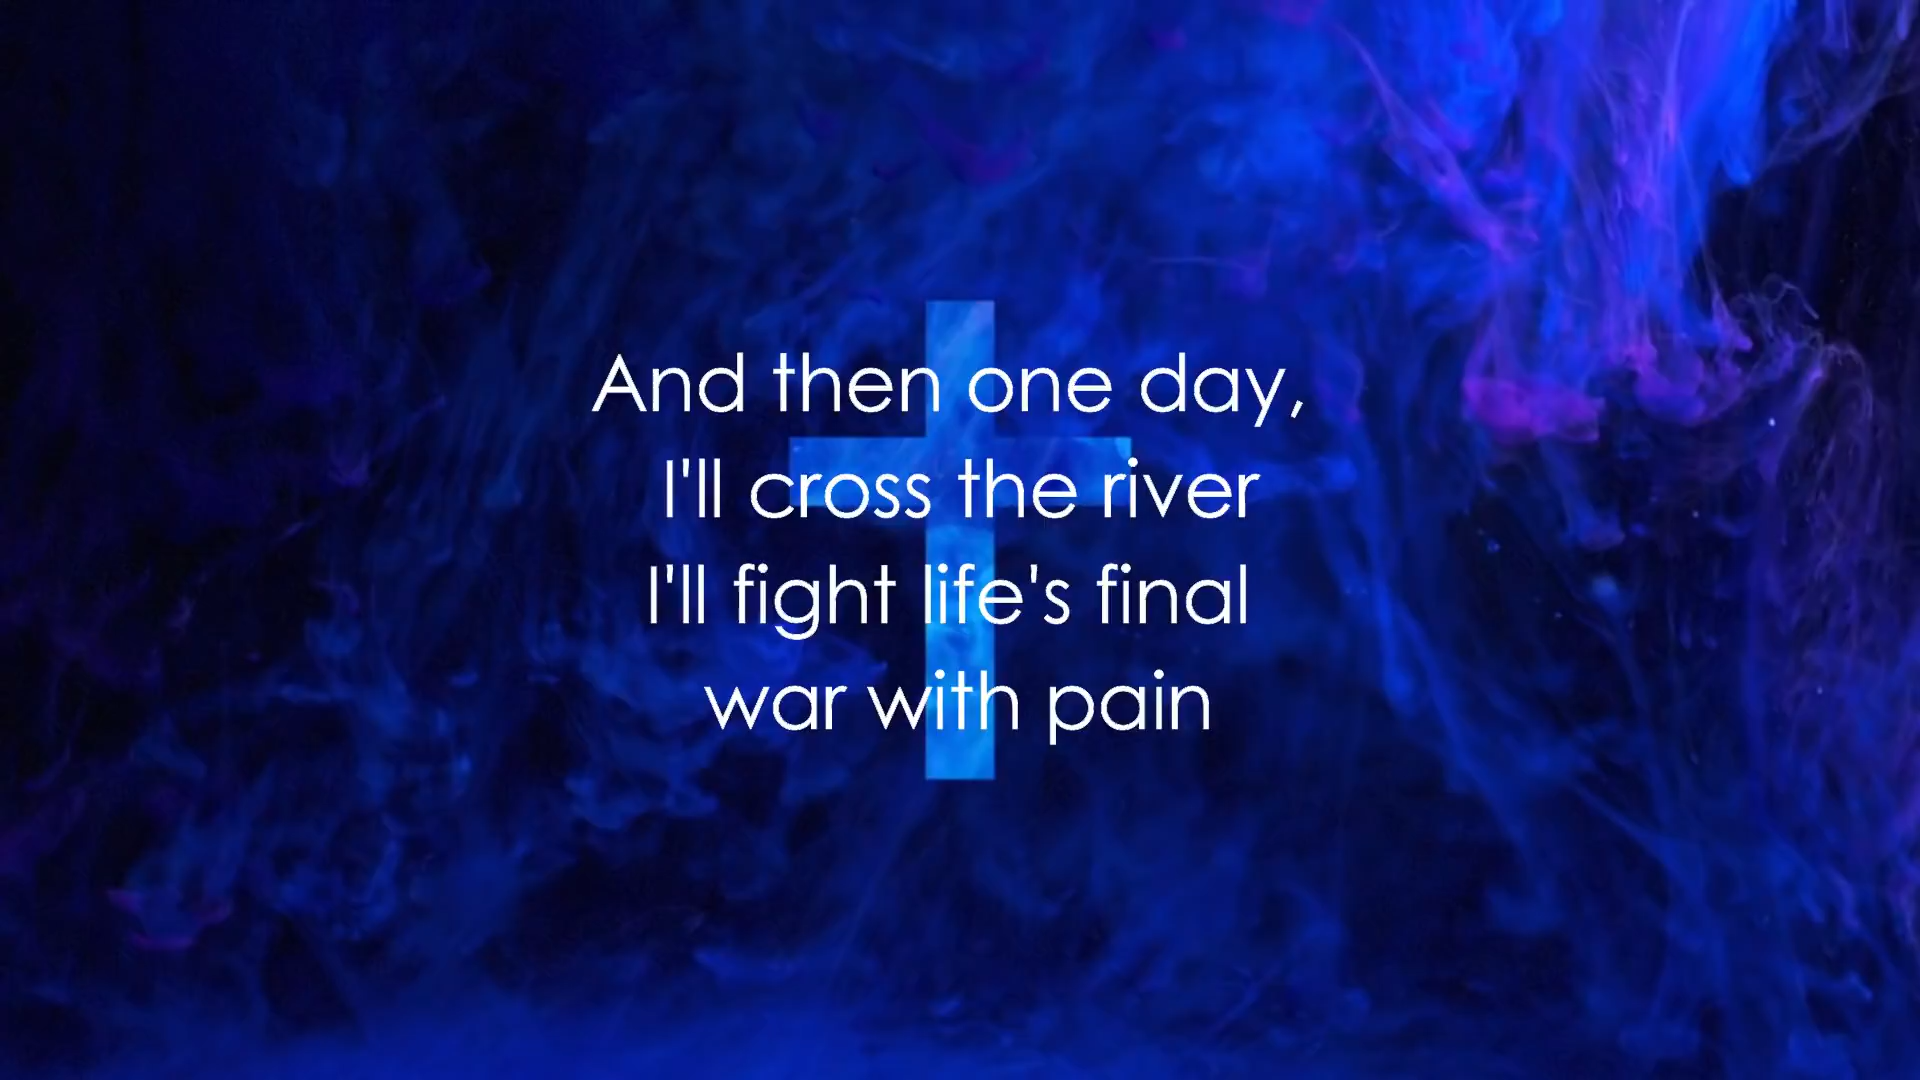 And then one day,
I'll cross the river
I'll fight life's final
war with pain